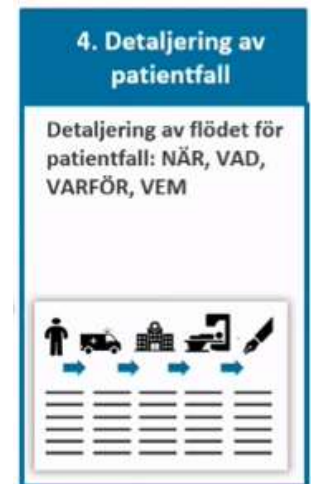 4. Detaljering av
patientfall
Detaljering av flödet för
patientfall: NÄR, VAD,
VARFÖR, VEM